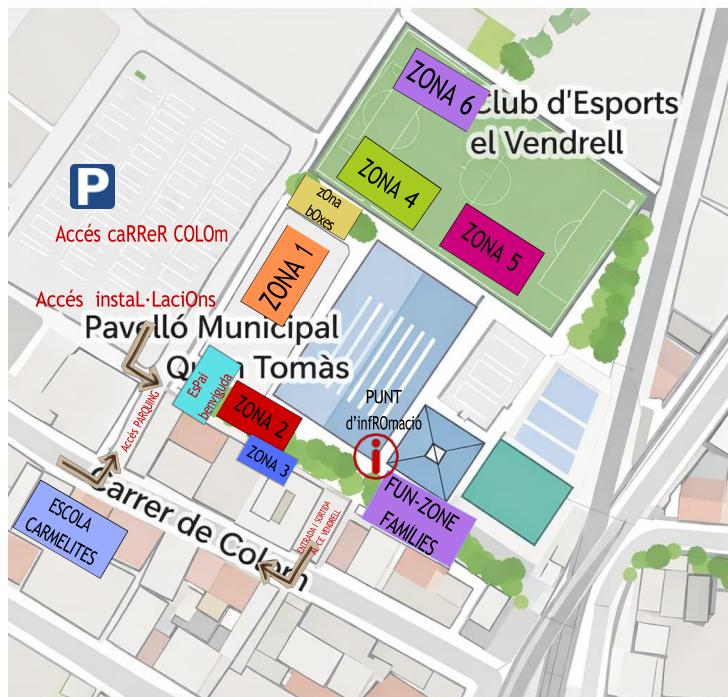 ZONA 6
Club d'Esports
el Vendrell
P
ZONA 4
zOna
bOxes
Accés caRReR COLOm
ZONA 5
ZONA 1
Accés instaL·LaciOns
Pavelló Municipal
Tomàs
EsPai
benviguda
PUNT
d'infROmació
i
ZONA 2
Accés PARQUING
ZONA 3
Carrer de Colom
ESCOLA
CARMELITES
FUN-ZONE
FAMÍLIES
ENTRADA I SORTIDA
AL CE VENDRELL